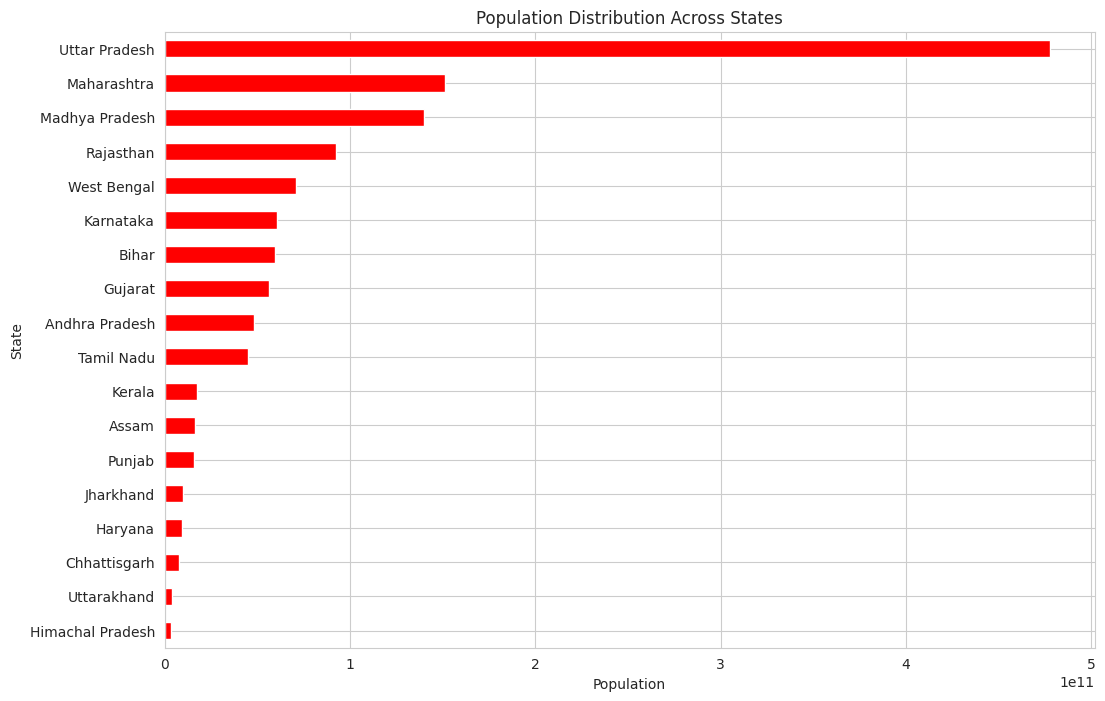 Population Distribution Across States
Uttar Pradesh
Maharashtra
Madhya Pradesh
Rajasthan
West Bengal
Karnataka
Bihar
Gujarat
Andhra Pradesh
Tamil Nadu
Kerala
Assam
Punjab
Jharkhand
Haryana
Chhattisgarh
Uttarakhand
Himachal Pradesh
State
0 1 2 3 4 5
1e11
Population